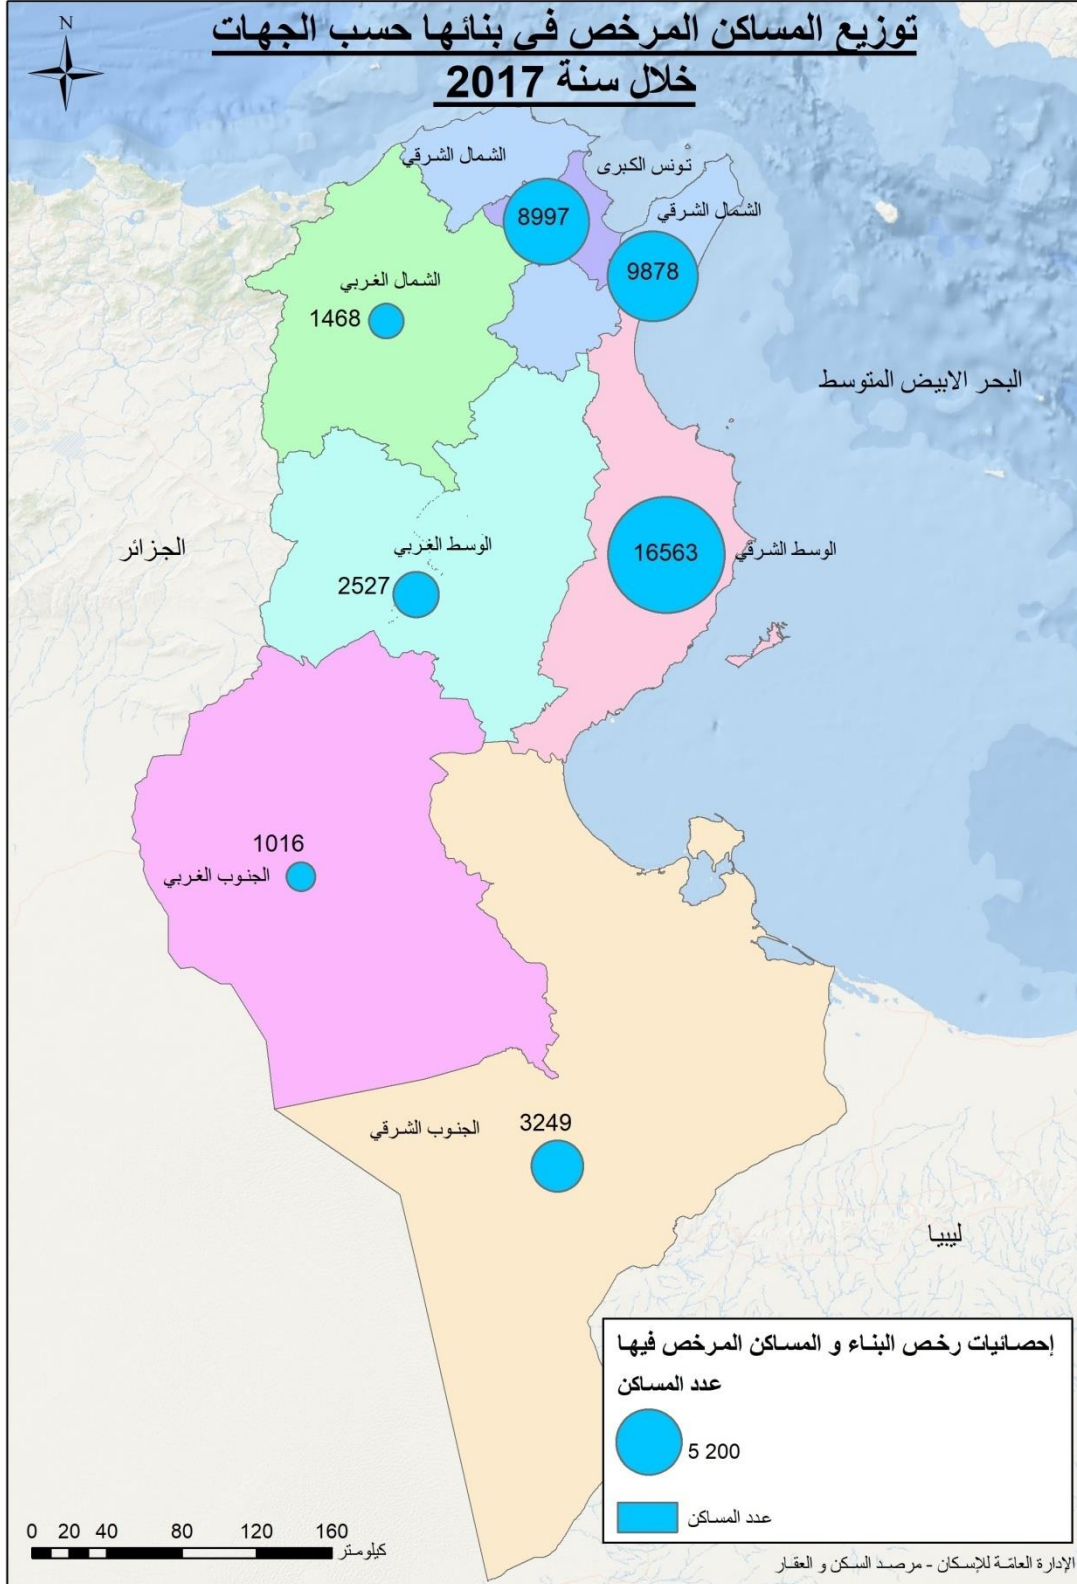 توزيع المساكن المرخص في بنائها حسب الجهات
خلال سنة 2017
N
الشمال الشرقي
تونس الكبرى
8997
الشمال الشرقي
9878
الشمال الغربي
1468
البحر الابيض المتوسط
الجزائر
الوسط الغربي
2527
16563
الوسط الشرقي
1016
الجنوب الغربي
3249
الجنوب الشرقي
ليبيا
إحصائيات رخص البناء و المساكن المرخص فيها
عدد المساكن
5 200
عدد المساكن
0 20 40 80 120 160
كيلومتر
الإدارة العامّة للإسكان - مرصد السكن و العقار